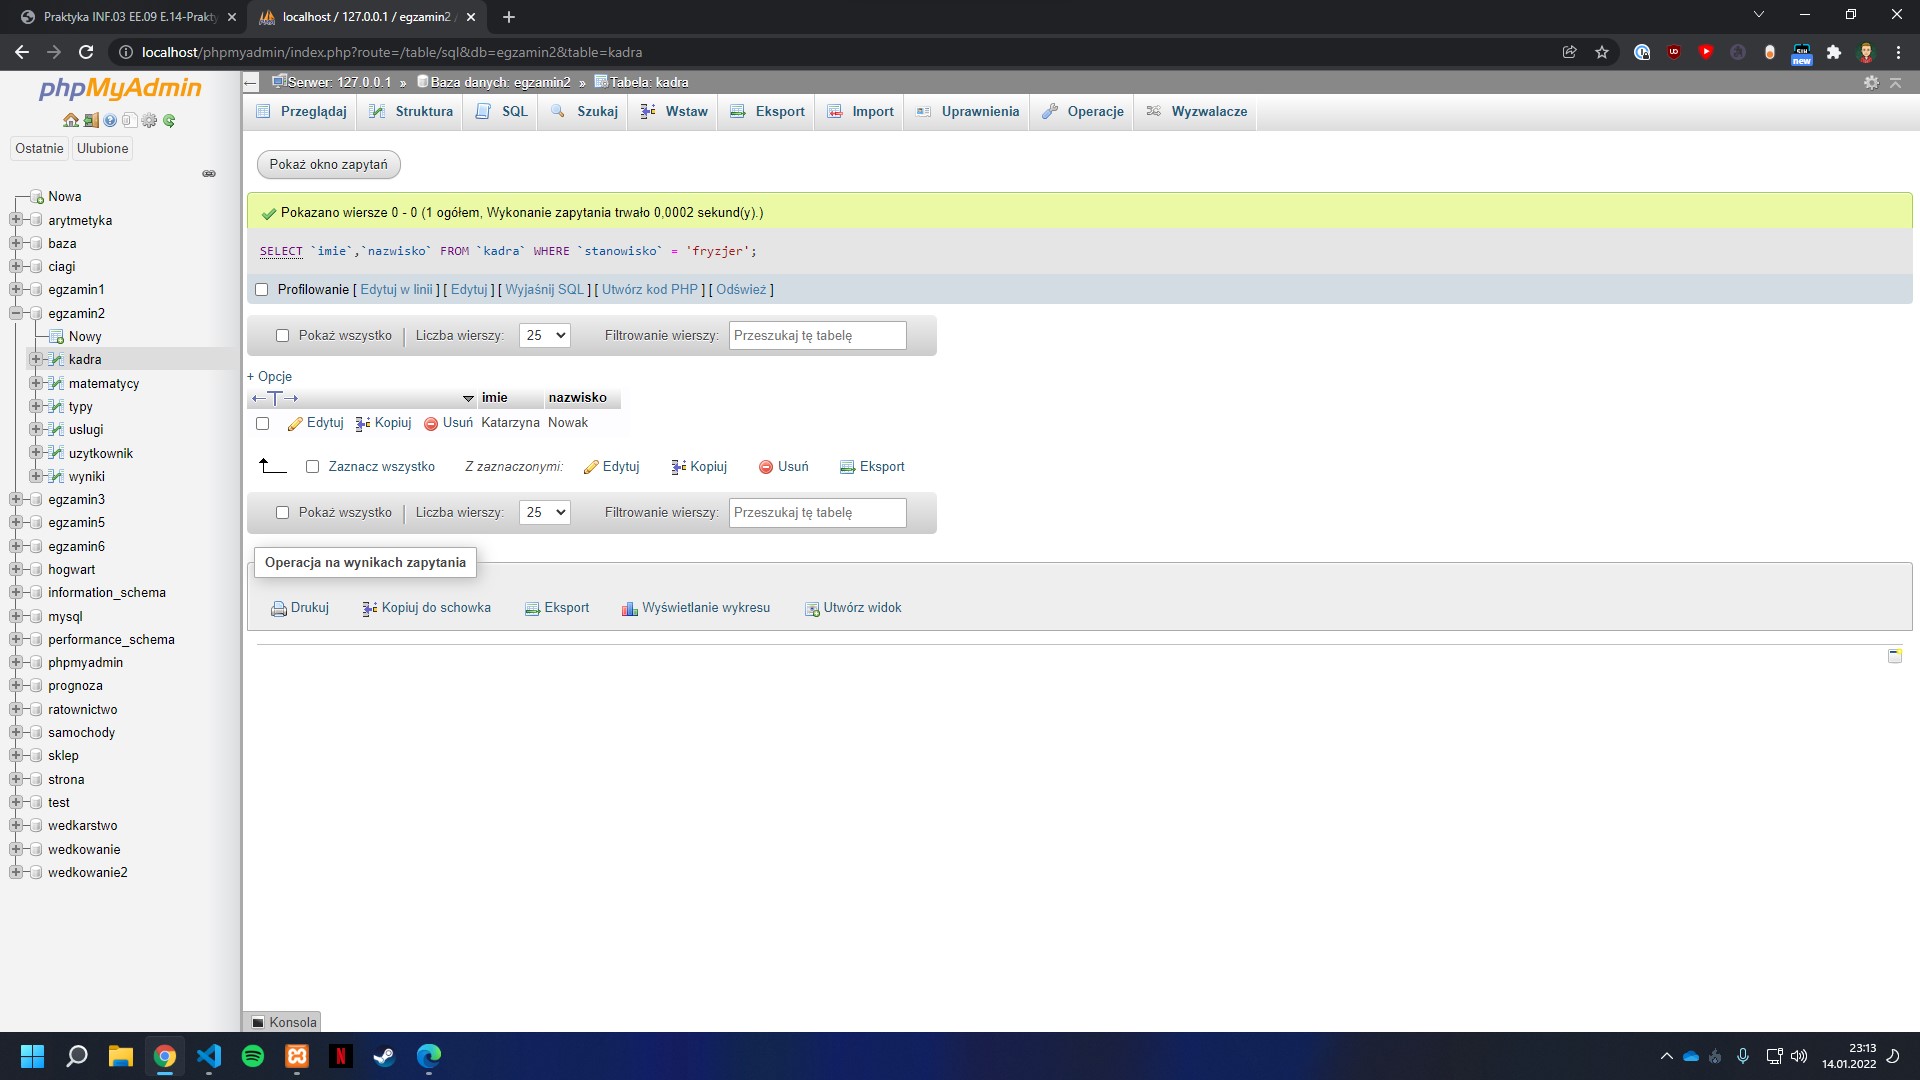 Praktyka INF.03 EE.09 E.14-Prakty
localhost / 127.0.0.1 / egzamin2 /
localhost/phpmyadmin/index.php?route=/table/sql&db=egzamin2&table=kadra
new
phpMyAdmin
Ostatnie
Ulubione
Nowa
arytmetyka
baza
ciagi
egzamin1
egzamin2
Nowy
kadra
matematycy
typy
uslugi
uzytkownik
wyniki
egzamin3
egzamin5
egzamin6
hogwart
information_schema
mysql
performance_schema
phpmyadmin
prognoza
ratownictwo
samochody
sklep
strona
test
wedkarstwo
wedkowanie
wedkowanie2
Serwer: 127.0.0.1 » Baza danych: egzamin2 » Tabela: kadra
Przeglądaj Struktura SQL Szukaj Wstaw Eksport Import Uprawnienia Operacje Wyzwalacze
Pokaż okno zapytań
Pokazano wiersze 0 - 0 (1 ogółem, Wykonanie zapytania trwało 0,0002 sekund(y).)
SELECT `imie`,`nazwisko` FROM `kadra` WHERE `stanowisko` = 'fryzjer';
Profilowanie [ Edytuj w linii ] [ Edytuj ] [ Wyjaśnij SQL ] [ Utwórz kod PHP ] [ Odśwież ]
Pokaż wszystko | Liczba wierszy: 25 Filtrowanie wierszy: Przeszukaj tę tabelę
+ Opcje
←T→ imie nazwisko
Edytuj Kopiuj Usuń Katarzyna Nowak
Zaznacz wszystko Z zaznaczonymi: Edytuj Kopiuj Usuń Eksport
Pokaż wszystko | Liczba wierszy: 25 Filtrowanie wierszy: Przeszukaj tę tabelę
Operacja na wynikach zapytania
Drukuj Kopiuj do schowka Eksport Wyświetlanie wykresu Utwórz widok
Konsola
23:13
14.01.2022